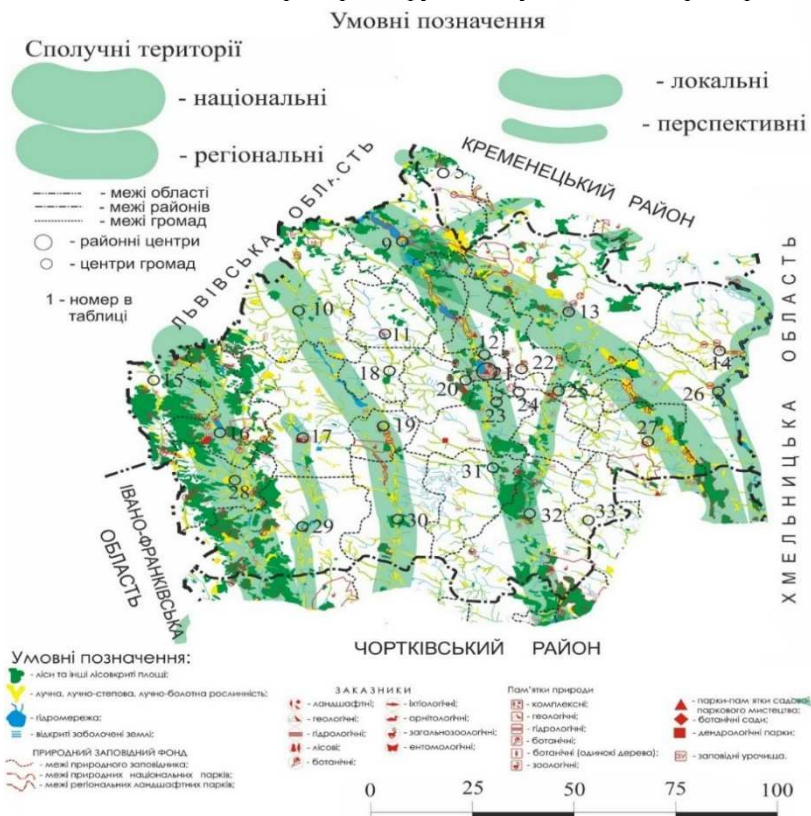 Умовні позначення
Сполучні території
- національні
- регіональні
- локальні
- перспективні
- межі області
- межі районів
- межі громад
- районні центри
- центри громад
1 - номер в
таблиці
КРЕМЕНЕЦЬКИЙ РАЙОН
ЛЬВІВСЬКА ОБЛАСТЬ
ХМЕЛЬНИЦЬКА ОБЛАСТЬ
ІВАНО-ФРАНКІВСЬКА
ОБЛАСТЬ
ЧОРТКІВСЬКИЙ РАЙОН
5
9
10
13
11
12
14
15
18
22
21
20
25
26
24
23
16
17
19
27
28
31
29
30
32
33
Умовні позначення:
- ліси та інші лісовкриті площі;
- лучна, лучно-степова, лучно-болотна рослинність;
- гідромережа;
- відкриті заболочені землі;
ПРИРОДНИЙ ЗАПОВІДНИЙ ФОНД
- межі природного заповідника;
- межі природних національних парків;
- межі регіональних ландшафтних парків;
ЗАКАЗНИКИ
- ландшафтні;
- геологічні;
- гідрологічні;
- лісові;
- ботанічні;
- іхтіологічні;
- орнітологічні;
- загальнозоологічні;
- ентомологічні;
Пам'ятки природи
- комплексні;
- геологічні;
- гідрологічні;
- ботанічні;
- ботанічні (одинокі дерева);
- зоологічні;
- парки-пам ятки садово
паркового мистецтва;
- ботанічні сади;
- дендрологічні парки;
- заповідні урочища.
0 25 50 75 100